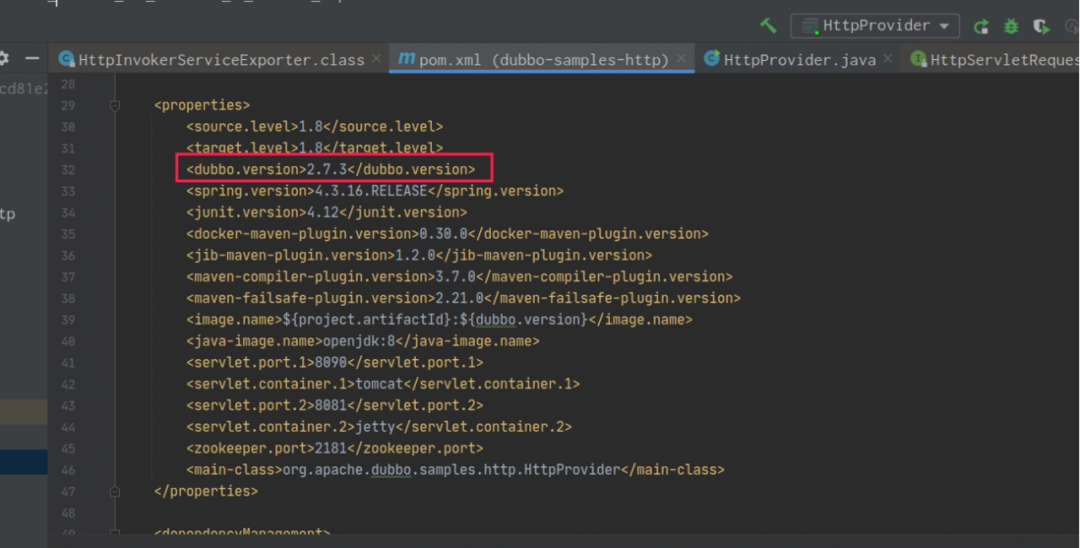 HttpProvider
HttpInvokerServiceExporter.class
pom.xml (dubbo-samples-http)
HttpProvider.java
HttpServletReques
cd81e2
tp
28
29 <properties>
30 <source.level>1.8</source.level>
31 <target.level>1.8</target.level>
32 <dubbo.version>2.7.3</dubbo.version>
33 <spring.version>4.3.16.RELEASE</spring.version>
34 <junit.version>4.12</junit.version>
35 <docker-maven-plugin.version>0.30.0</docker-maven-plugin.version>
36 <jib-maven-plugin.version>1.2.0</jib-maven-plugin.version>
37 <maven-compiler-plugin.version>3.7.0</maven-compiler-plugin.version>
38 <maven-failsafe-plugin.version>2.21.0</maven-failsafe-plugin.version>
39 <image.name>${project.artifactId}:${dubbo.version}</image.name>
40 <java-image.name>openjdk:8</java-image.name>
41 <servlet.port.1>8090</servlet.port.1>
42 <servlet.container.1>tomcat</servlet.container.1>
43 <servlet.port.2>8081</servlet.port.2>
44 <servlet.container.2>jetty</servlet.container.2>
45 <zookeeper.port>2181</zookeeper.port>
46 <main-class>org.apache.dubbo.samples.http.HttpProvider</main-class>
47 </properties>
48
49 <dependencyManagement>